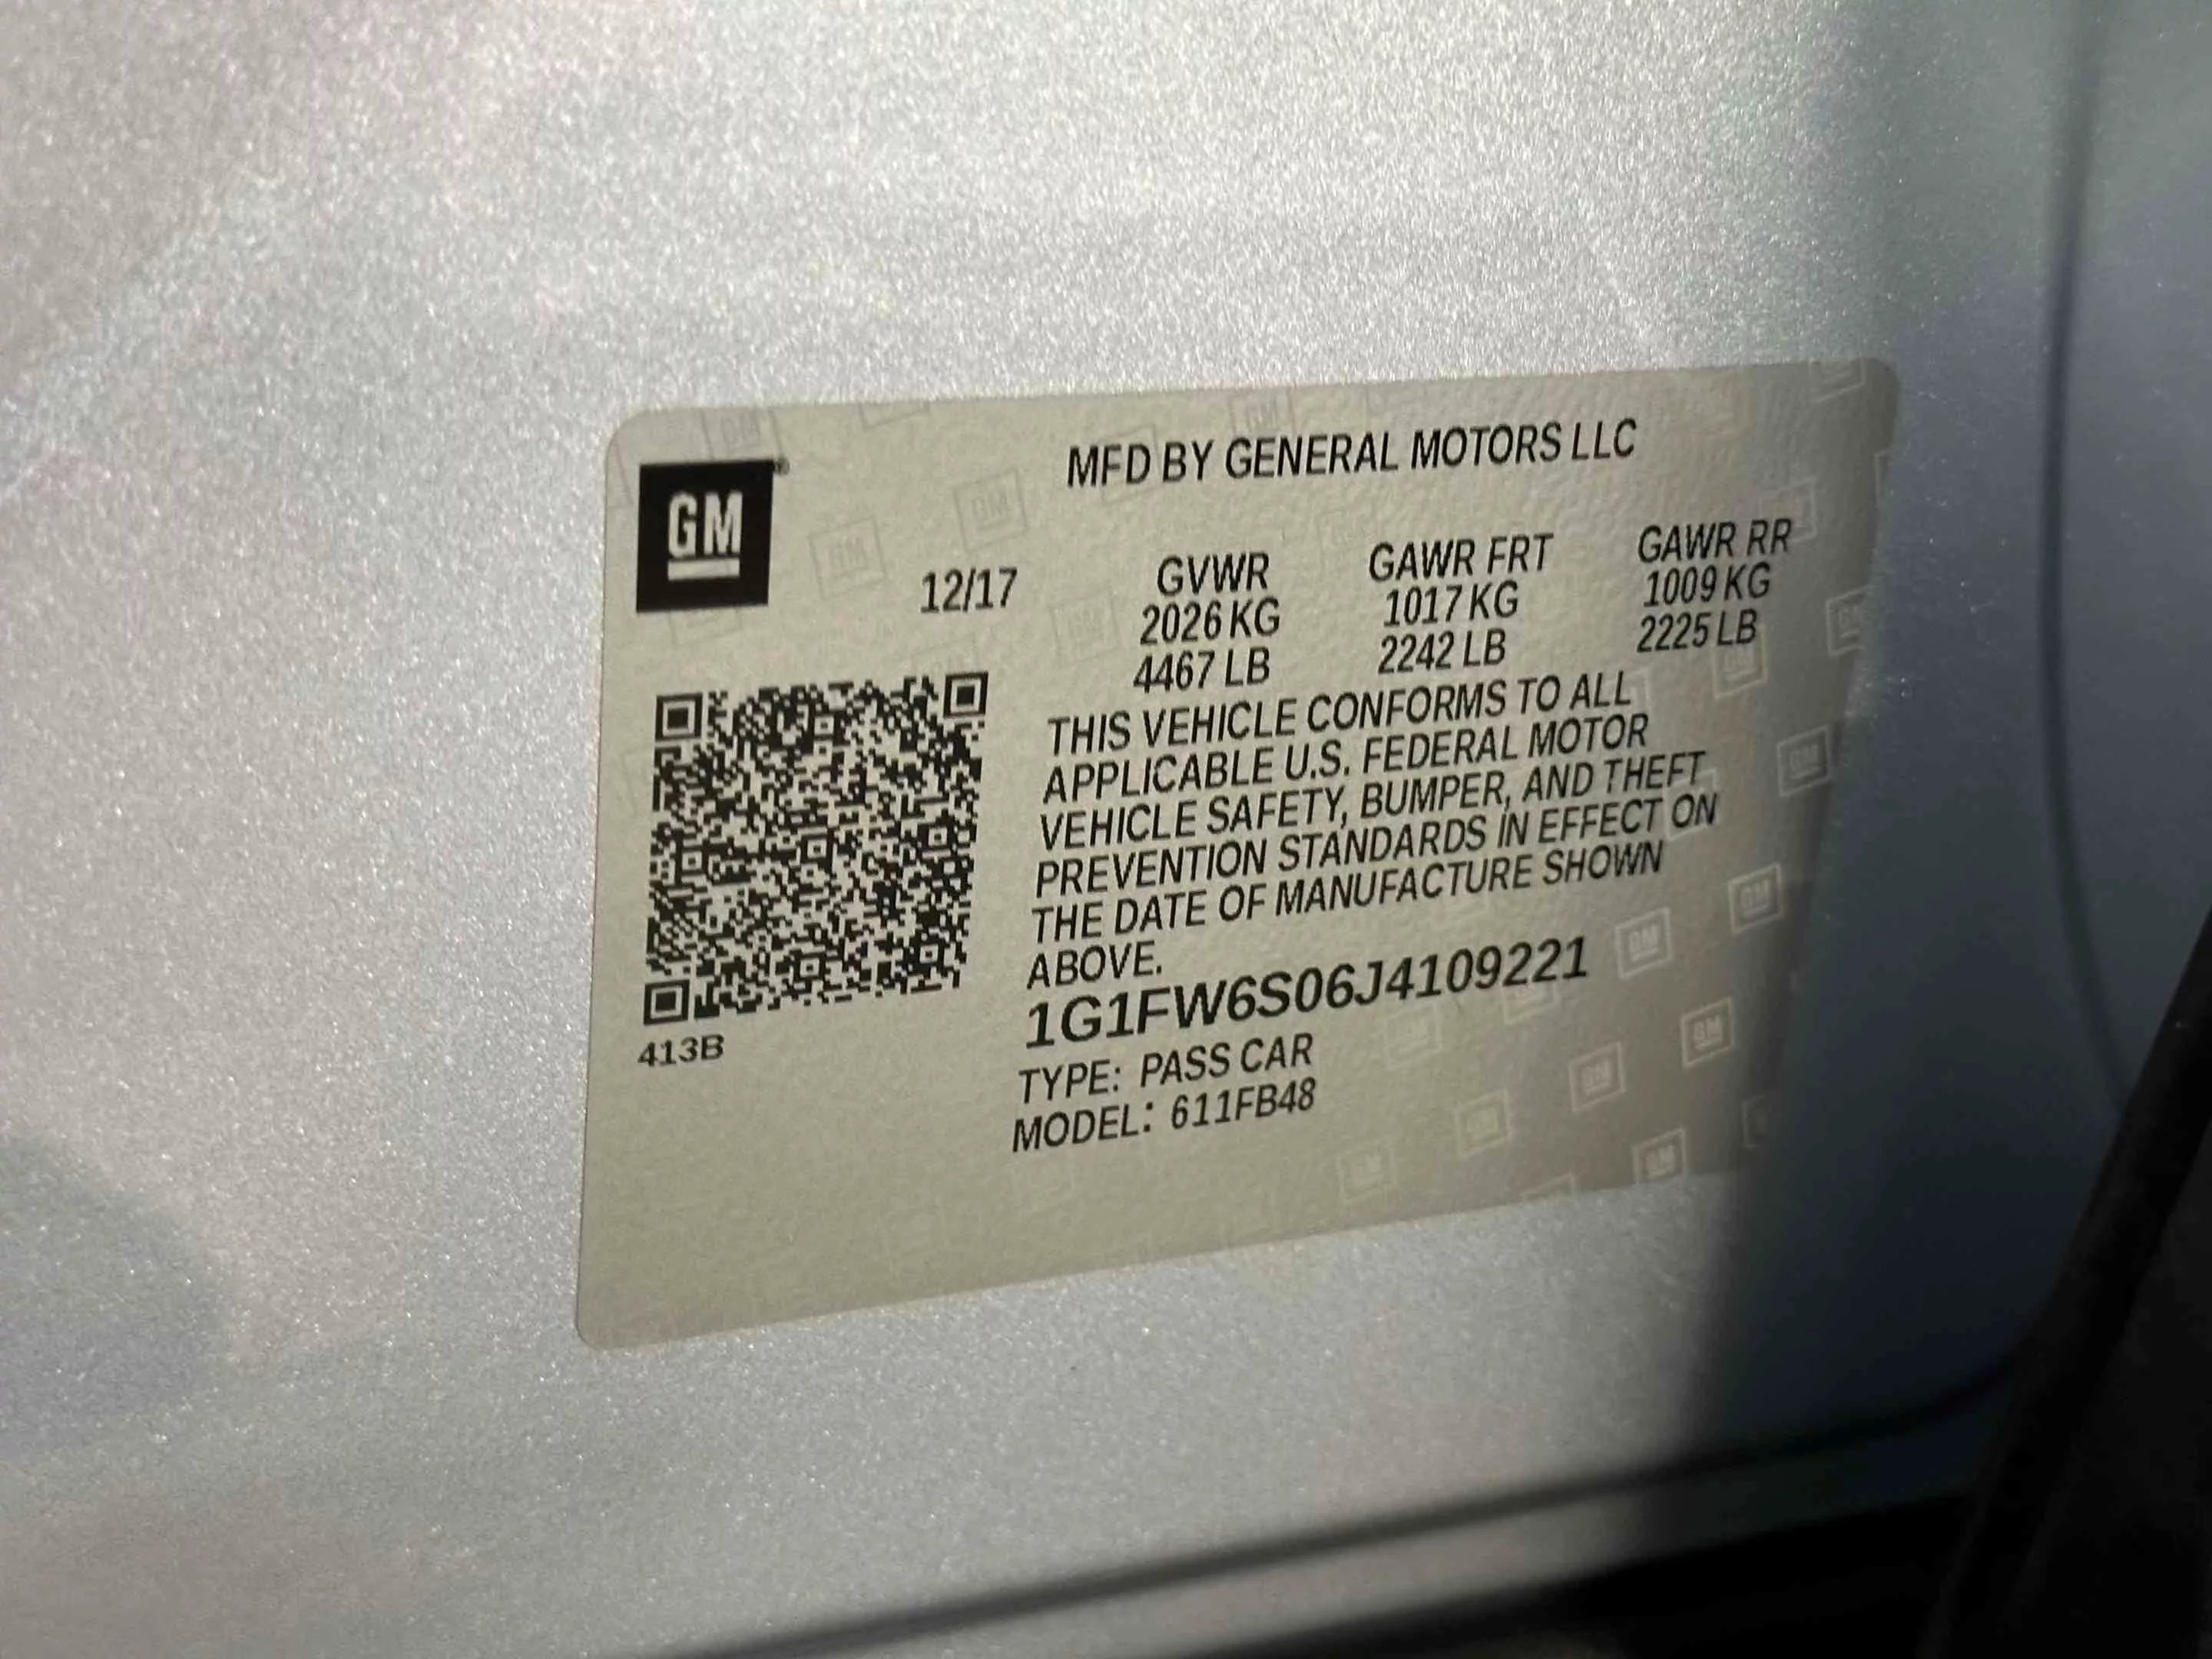 GM
MFD BY GENERAL MOTORS LLC
12/17
GVWR
2026 KG
4467 LB
GAWR FRT
1017 KG
2242 LB
GAWR RR
1009 KG
2225 LB
THIS VEHICLE CONFORMS TO ALL
APPLICABLE U.S. FEDERAL MOTOR
VEHICLE SAFETY, BUMPER, AND THEFT
PREVENTION STANDARDS IN EFFECT ON
THE DATE OF MANUFACTURE SHOWN
ABOVE.
1G1FW6S06J4109221
TYPE: PASS CAR
MODEL: 611FB48
413B